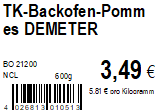 TK-Backofen-Pomm
es DEMETER
BO 21200
NCL 600g
3,49 €
5.81 € pro Kilogramm
4 026813 010513